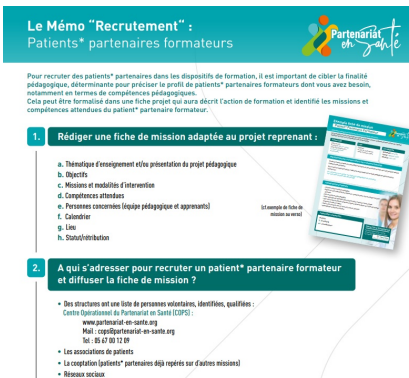 Le Mémo "Recrutement" :
Patients* partenaires formateurs
Partenariat
en Santé
Pour recruter des patients* partenaires dans les dispositifs de formation, il est important de cibler la finalité
pédagogique, déterminante pour préciser le profil de patients* partenaires formateurs dont vous avez besoin,
notamment en termes de compétences pédagogiques.
Cela peut être formalisé dans une fiche projet qui aura décrit l'action de formation et identifié les missions et
compétences attendues du patient* partenaire formateur.
1. Rédiger une fiche de mission adaptée au projet reprenant :
a. Thématique d'enseignement et/ou présentation du projet pédagogique
b. Objectifs
c. Missions et modalités d'intervention
d. Compétences attendues
e. Personnes concernées (équipe pédagogique et apprenants)
f. Calendrier
g. Lieu
h. Statut/rétribution
(cf.exemple de fiche de
mission au verso)
2. A qui s'adresser pour recruter un patient* partenaire formateur
et diffuser la fiche de mission ?
• Des structures ont une liste de personnes volontaires, identifiées, qualifiées :
Centre Opérationnel du Partenariat en Santé (COPS) :
www.partenariat-en-sante.org
Mail : cops@partenariat-en-sante.org
Tel : 05 67 00 12 09
• Les associations de patients
• La cooptation (patients* partenaires déjà repérés sur d'autres missions)
• Réseaux sociaux